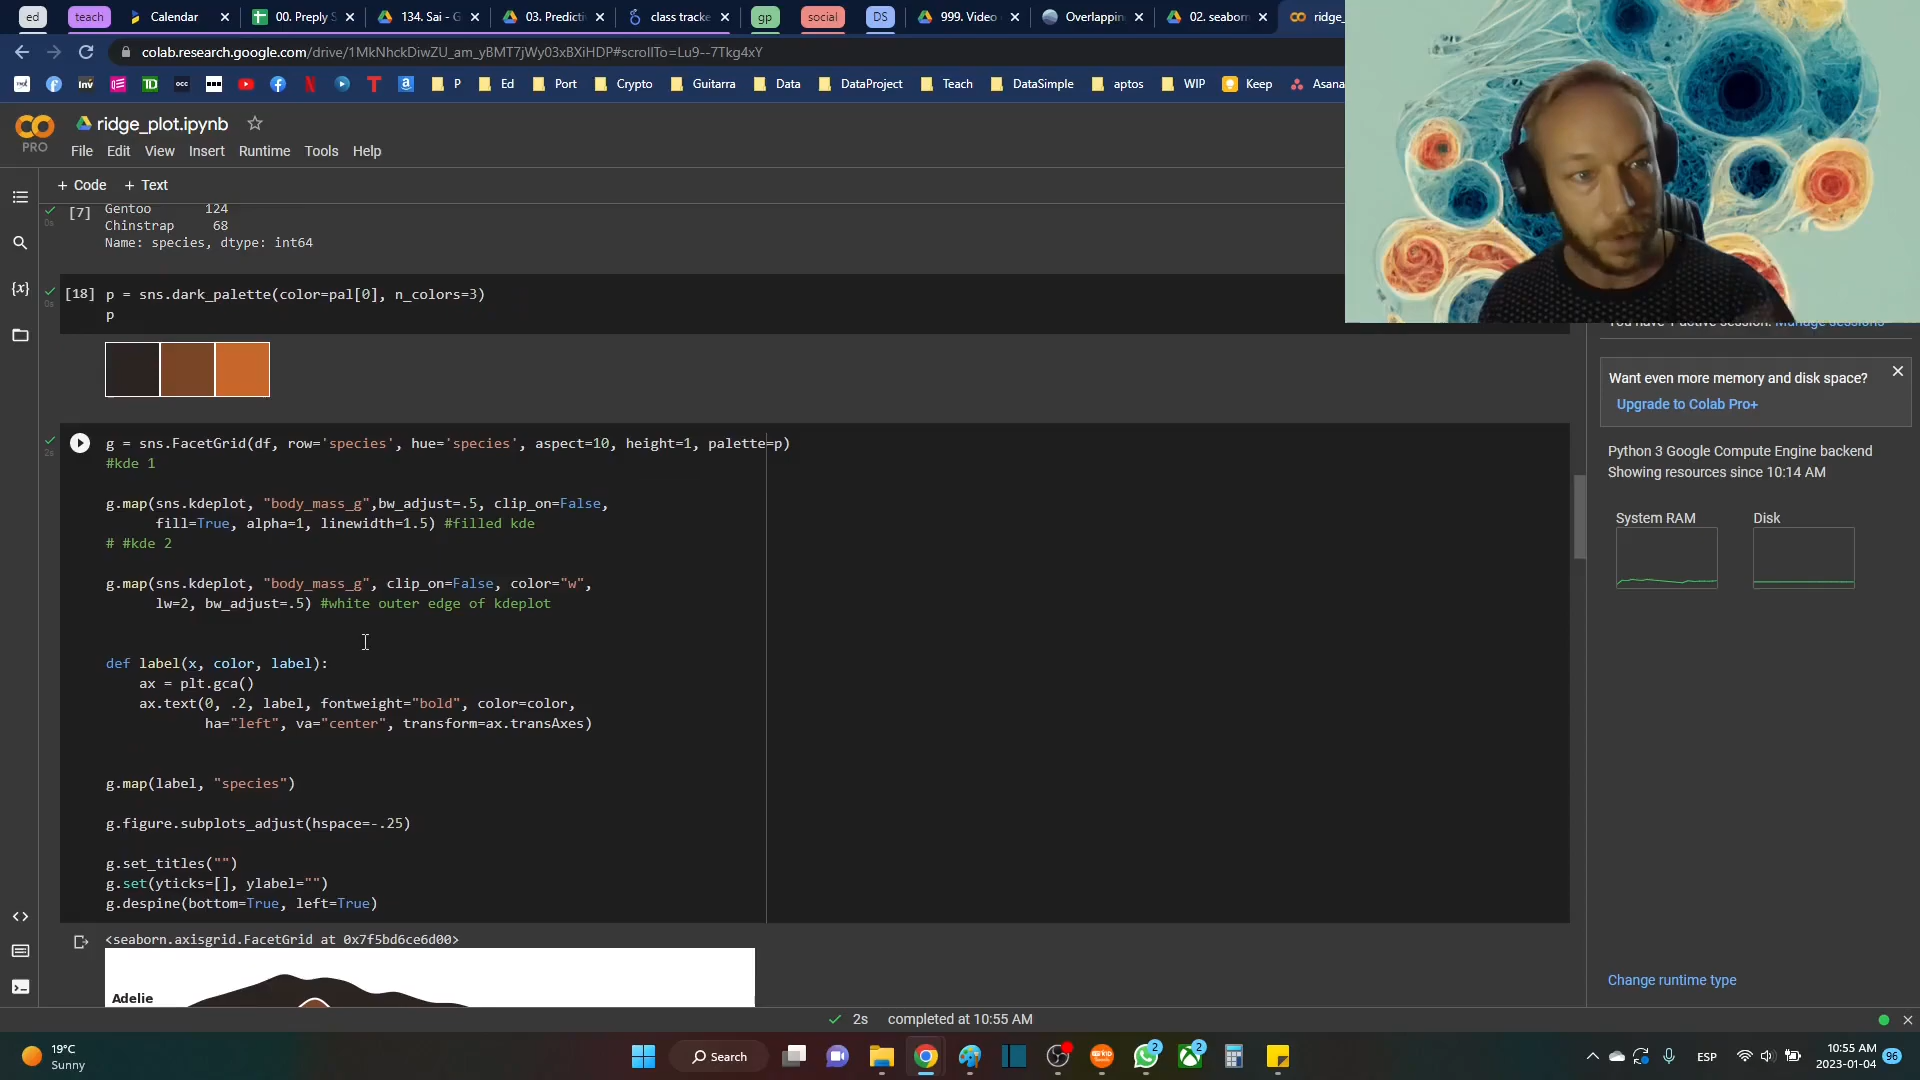 ed
teach
Calendar
00. Preply S
134. Sai - G
03. Predicti
class tracke
gp
social
DS
999. Video
Overlappin
02. seaborn
ridge_
colab.research.google.com/drive/1MkNhckDiwZU_am_yBMT7jWy03xBXiHDP#scrollTo=Lu9--7Tkg4xY
P
Ed
Port
Crypto
Guitarra
Data
DataProject
Teach
DataSimple
aptos
WIP
Keep
Asana
PRO
ridge_plot.ipynb
File Edit View Insert Runtime Tools Help
+ Code + Text
[7] Gentoo 124
Chinstrap 68
Name: species, dtype: int64
[18] p = sns.dark_palette(color=pal[0], n_colors=3)
p
g = sns.FacetGrid(df, row='species', hue='species', aspect=10, height=1, palette=p)
#kde 1
g.map(sns.kdeplot, "body_mass_g",bw_adjust=.5, clip_on=False,
fill=True, alpha=1, linewidth=1.5) #filled kde
# #kde 2
g.map(sns.kdeplot, "body_mass_g", clip_on=False, color="w",
lw=2, bw_adjust=.5) #white outer edge of kdeplot
def label(x, color, label):
ax = plt.gca()
ax.text(0, .2, label, fontweight="bold", color=color,
ha="left", va="center", transform=ax.transAxes)
g.map(label, "species")
g.figure.subplots_adjust(hspace=-.25)
g.set_titles("")
g.set(yticks=[], ylabel="")
g.despine(bottom=True, left=True)
<seaborn.axisgrid.FacetGrid at 0x7f5bd6ce6d00>
Adelie
Want even more memory and disk space?
Upgrade to Colab Pro+
Python 3 Google Compute Engine backend
Showing resources since 10:14 AM
System RAM
Disk
Change runtime type
2s completed at 10:55 AM
19°C
Sunny
Search
2
2
ESP
10:55 AM
2023-01-04
96